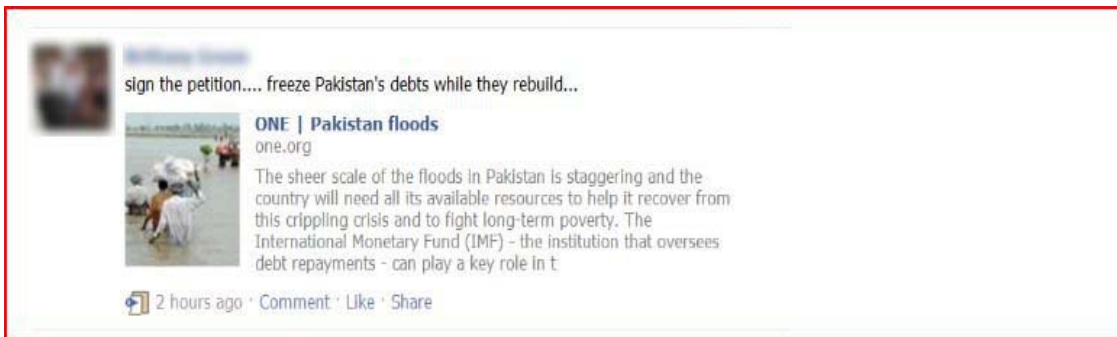 sign the petition.... freeze Pakistan's debts while they rebuild...
ONE | Pakistan floods
one.org
The sheer scale of the floods in Pakistan is staggering and the
country will need all its available resources to help it recover from
this crippling crisis and to fight long-term poverty. The
International Monetary Fund (IMF) - the institution that oversees
debt repayments - can play a key role in t
2 hours ago · Comment · Like · Share